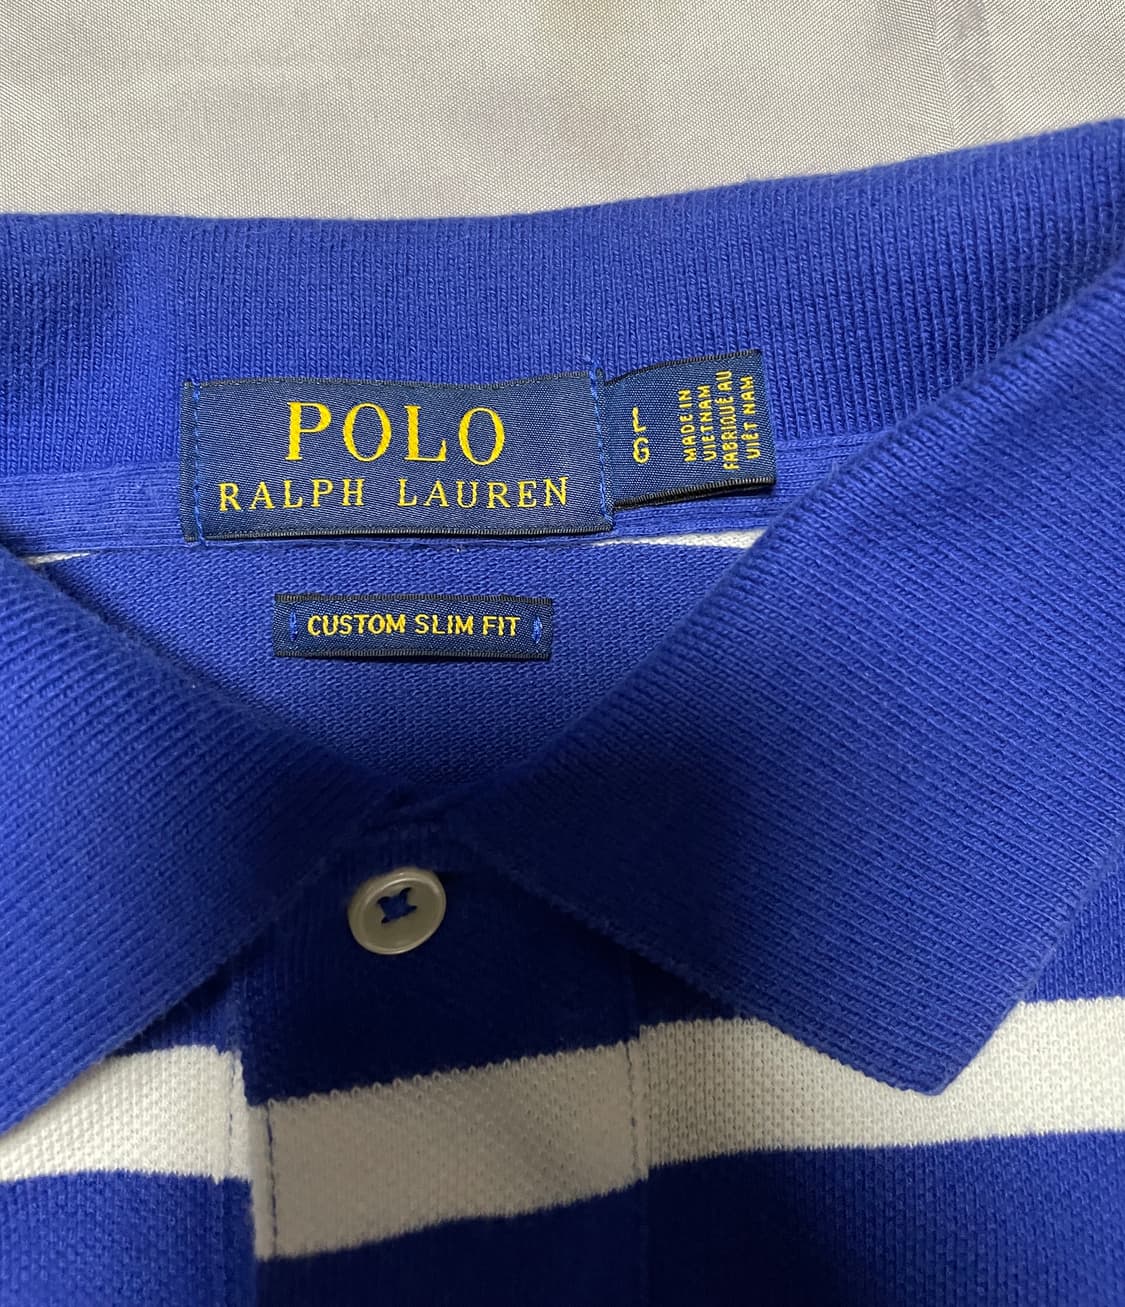 POLO
RALPH LAUREN
L
G
MADE IN
VIETNAM
FABRIQUÉ AU
VIÊT NAM
CUSTOM SLIM FIT